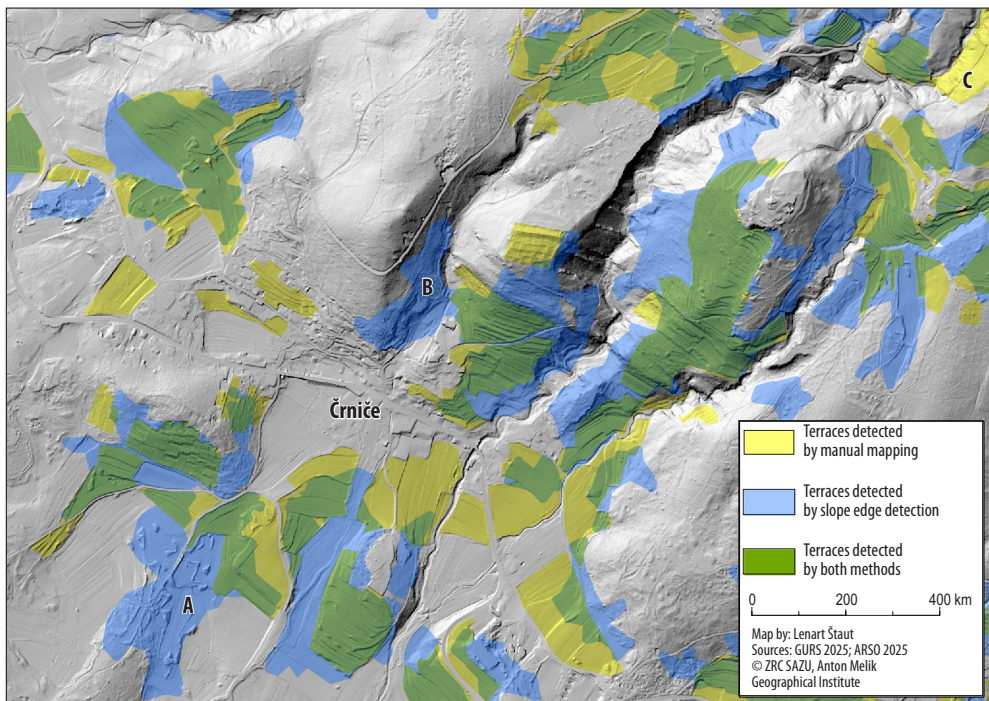 C
B
Črniče
A
Terraces detected
by manual mapping
Terraces detected
by slope edge detection
Terraces detected
by both methods
0 200 400 km
Map by: Lenart Štaut
Sources: GURS 2025; ARSO 2025
© ZRC SAZU, Anton Melik
Geographical Institute